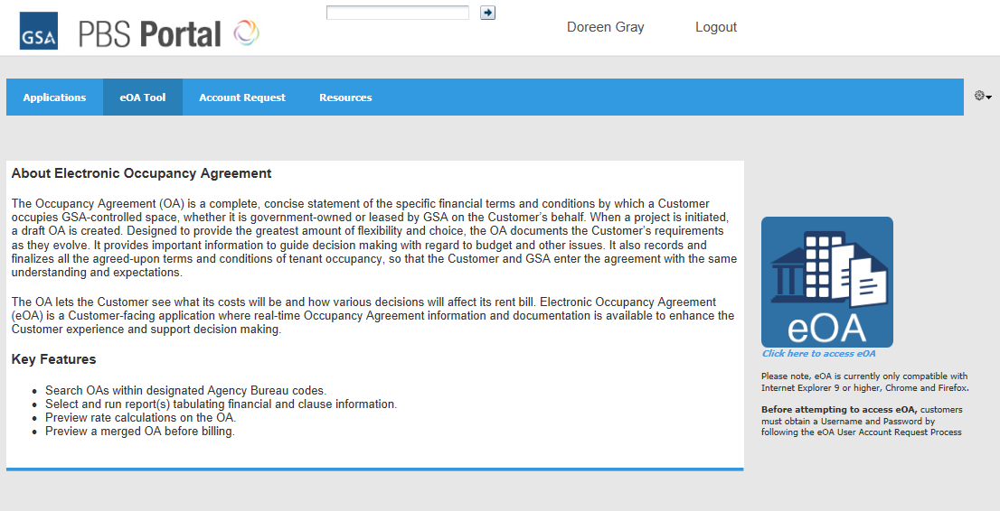 GSA PBS Portal
Doreen Gray Logout
Applications eOA Tool Account Request Resources
About Electronic Occupancy Agreement
The Occupancy Agreement (OA) is a complete, concise statement of the specific financial terms and conditions by which a Customer
occupies GSA-controlled space, whether it is government-owned or leased by GSA on the Customer's behalf. When a project is initiated,
a draft OA is created. Designed to provide the greatest amount of flexibility and choice, the OA documents the Customer's requirements
as they evolve. It provides important information to guide decision making with regard to budget and other issues. It also records and
finalizes all the agreed-upon terms and conditions of tenant occupancy, so that the Customer and GSA enter the agreement with the same
understanding and expectations.
The OA lets the Customer see what its costs will be and how various decisions will affect its rent bill. Electronic Occupancy Agreement
(eOA) is a Customer-facing application where real-time Occupancy Agreement information and documentation is available to enhance the
Customer experience and support decision making.
Key Features
• Search OAs within designated Agency Bureau codes.
• Select and run report(s) tabulating financial and clause information.
• Preview rate calculations on the OA.
• Preview a merged OA before billing.
eOA
Click here to access eOA
Please note, eOA is currently only compatible with
Internet Explorer 9 or higher, Chrome and Firefox.
Before attempting to access eOA, customers
must obtain a Username and Password by
following the eOA User Account Request Process